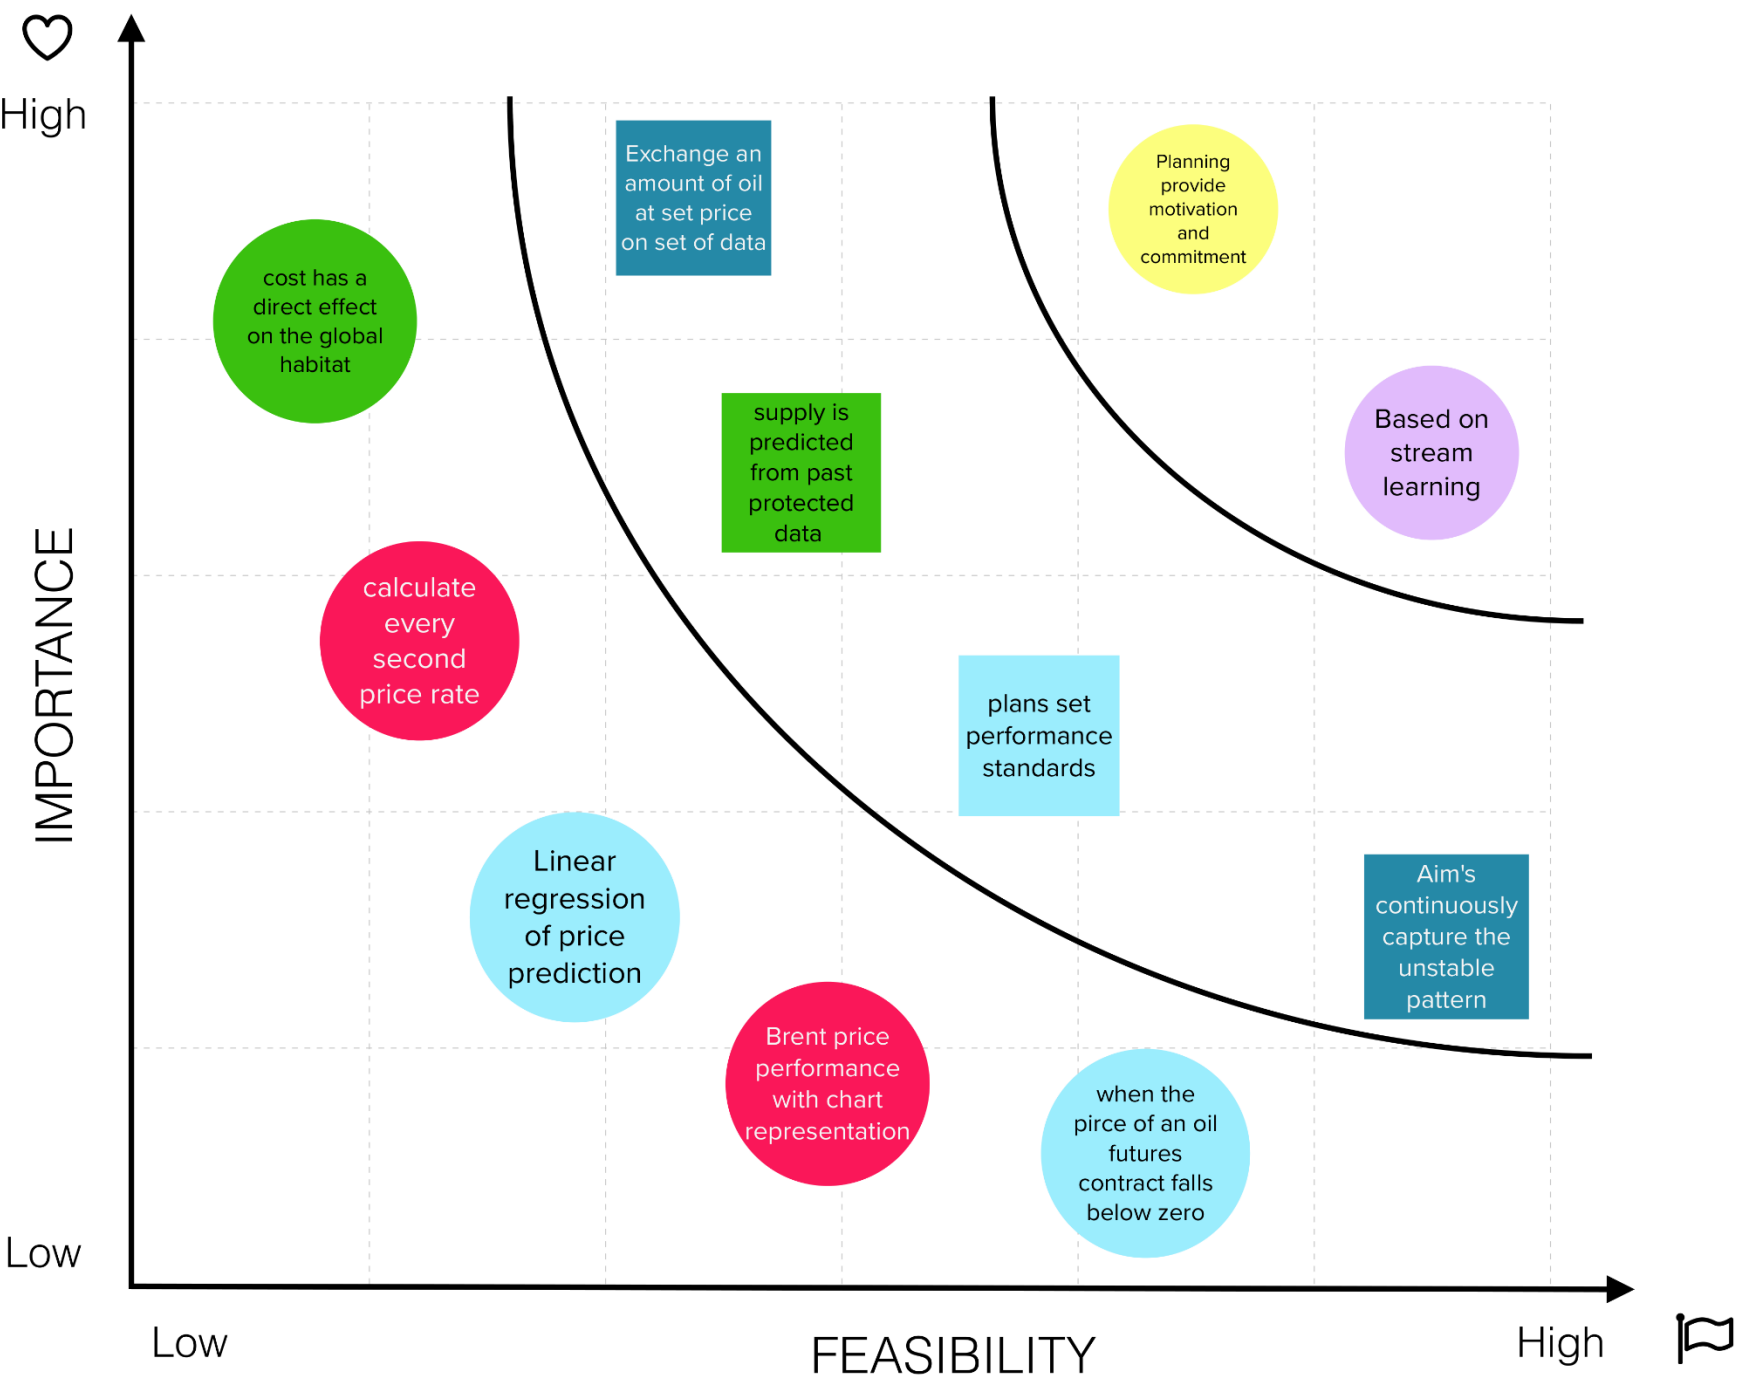 High
Exchange an
amount of oil
at set price
on set of data
Planning
provide
motivation
and
commitment
cost has a
direct effect
on the global
habitat
supply is
predicted
from past
protected
data
Based on
stream
learning
calculate
every
second
price rate
IMPORTANCE
plans set
performance
standards
Linear
regression
of price
prediction
Aim's
continuously
capture the
unstable
pattern
Brent price
performance
with chart
representation
when the
pirce of an oil
futures
contract falls
below zero
Low
Low
FEASIBILITY
High